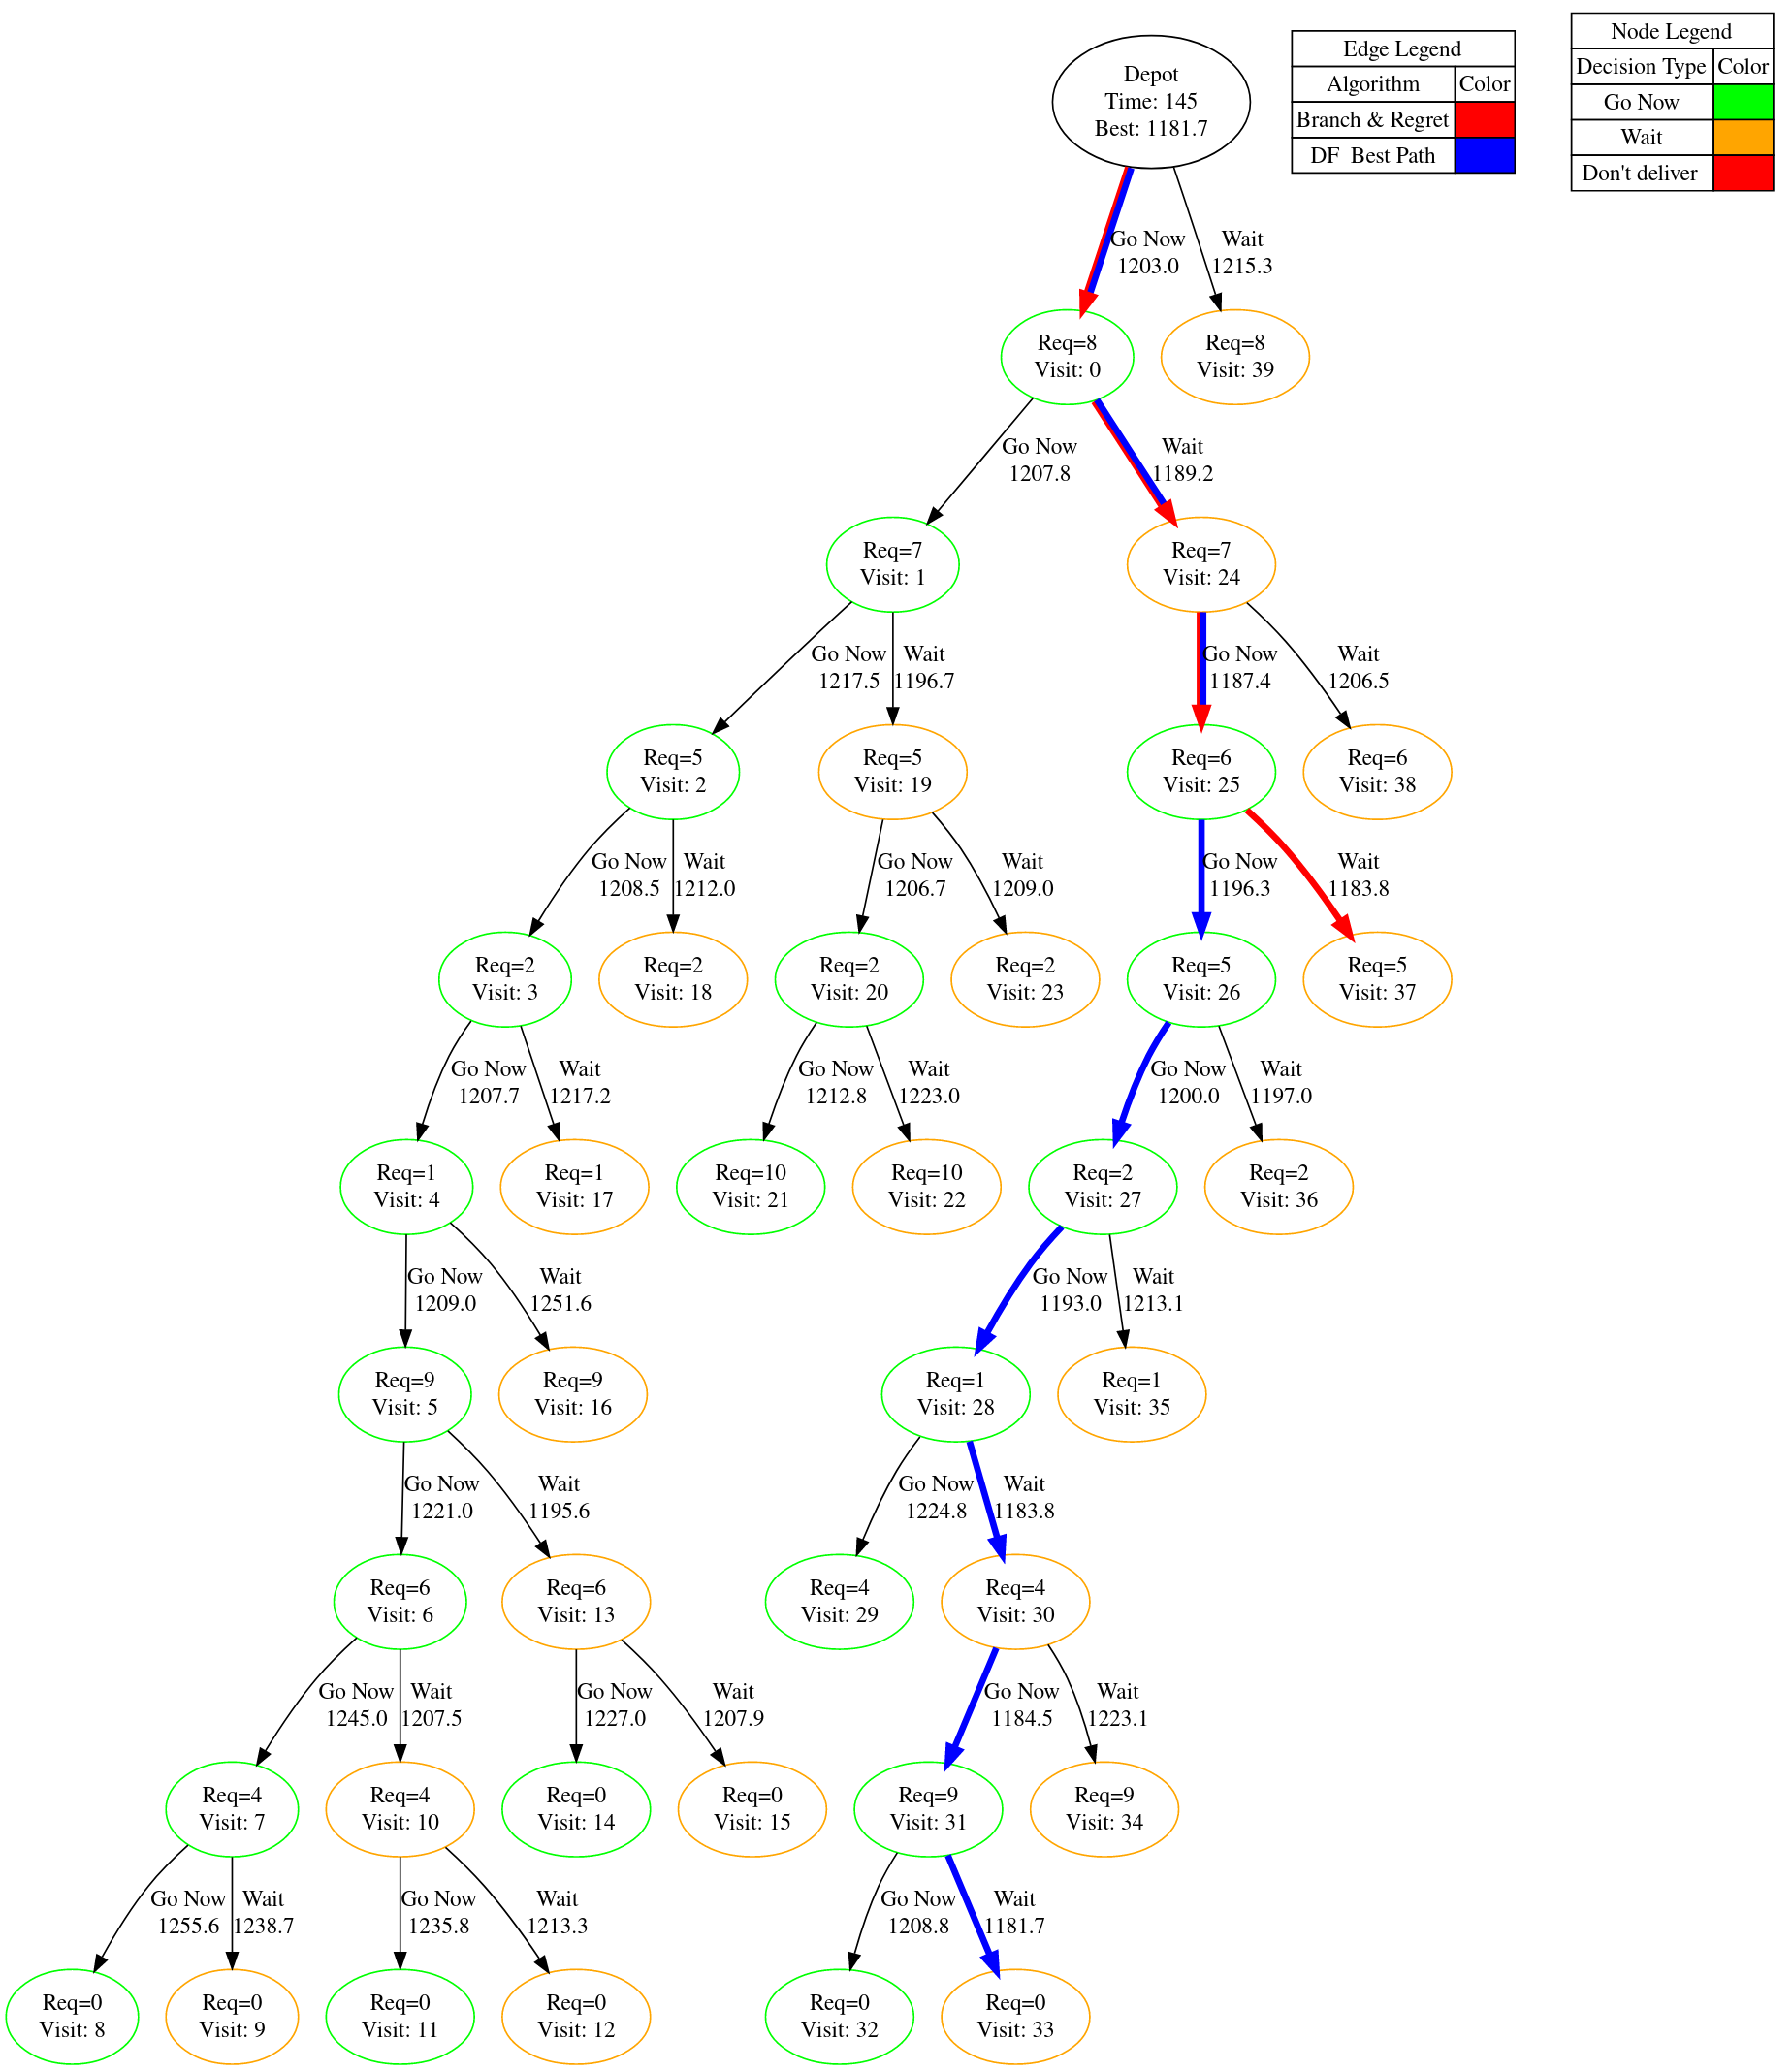 Depot
Time: 145
Best: 1181.7
Edge Legend
Algorithm Color
Branch & Regret
DF Best Path
Node Legend
Decision Type Color
Go Now
Wait
Don't deliver
Go Now
1203.0
Wait
1215.3
Req=8
Visit: 0
Req=8
Visit: 39
Go Now
1207.8
Wait
1189.2
Req=7
Visit: 1
Req=7
Visit: 24
Go Now
1217.5
Wait
1196.7
Go Now
1187.4
Wait
1206.5
Req=5
Visit: 2
Req=5
Visit: 19
Req=6
Visit: 25
Req=6
Visit: 38
Go Now
1208.5
Wait
1212.0
Go Now
1206.7
Wait
1209.0
Go Now
1196.3
Wait
1183.8
Req=2
Visit: 3
Req=2
Visit: 18
Req=2
Visit: 20
Req=2
Visit: 23
Req=5
Visit: 26
Req=5
Visit: 37
Go Now
1207.7
Wait
1217.2
Go Now
1212.8
Wait
1223.0
Go Now
1200.0
Wait
1197.0
Req=1
Visit: 4
Req=1
Visit: 17
Req=10
Visit: 21
Req=10
Visit: 22
Req=2
Visit: 27
Req=2
Visit: 36
Go Now
1209.0
Wait
1251.6
Go Now
1193.0
Wait
1213.1
Req=9
Visit: 5
Req=9
Visit: 16
Req=1
Visit: 28
Req=1
Visit: 35
Go Now
1221.0
Wait
1195.6
Go Now
1224.8
Wait
1183.8
Req=6
Visit: 6
Req=6
Visit: 13
Req=4
Visit: 29
Req=4
Visit: 30
Go Now
1245.0
Wait
1207.5
Go Now
1227.0
Wait
1207.9
Go Now
1184.5
Wait
1223.1
Req=4
Visit: 7
Req=4
Visit: 10
Req=0
Visit: 14
Req=0
Visit: 15
Req=9
Visit: 31
Req=9
Visit: 34
Go Now
1255.6
Wait
1238.7
Go Now
1235.8
Wait
1213.3
Go Now
1208.8
Wait
1181.7
Req=0
Visit: 8
Req=0
Visit: 9
Req=0
Visit: 11
Req=0
Visit: 12
Req=0
Visit: 32
Req=0
Visit: 33